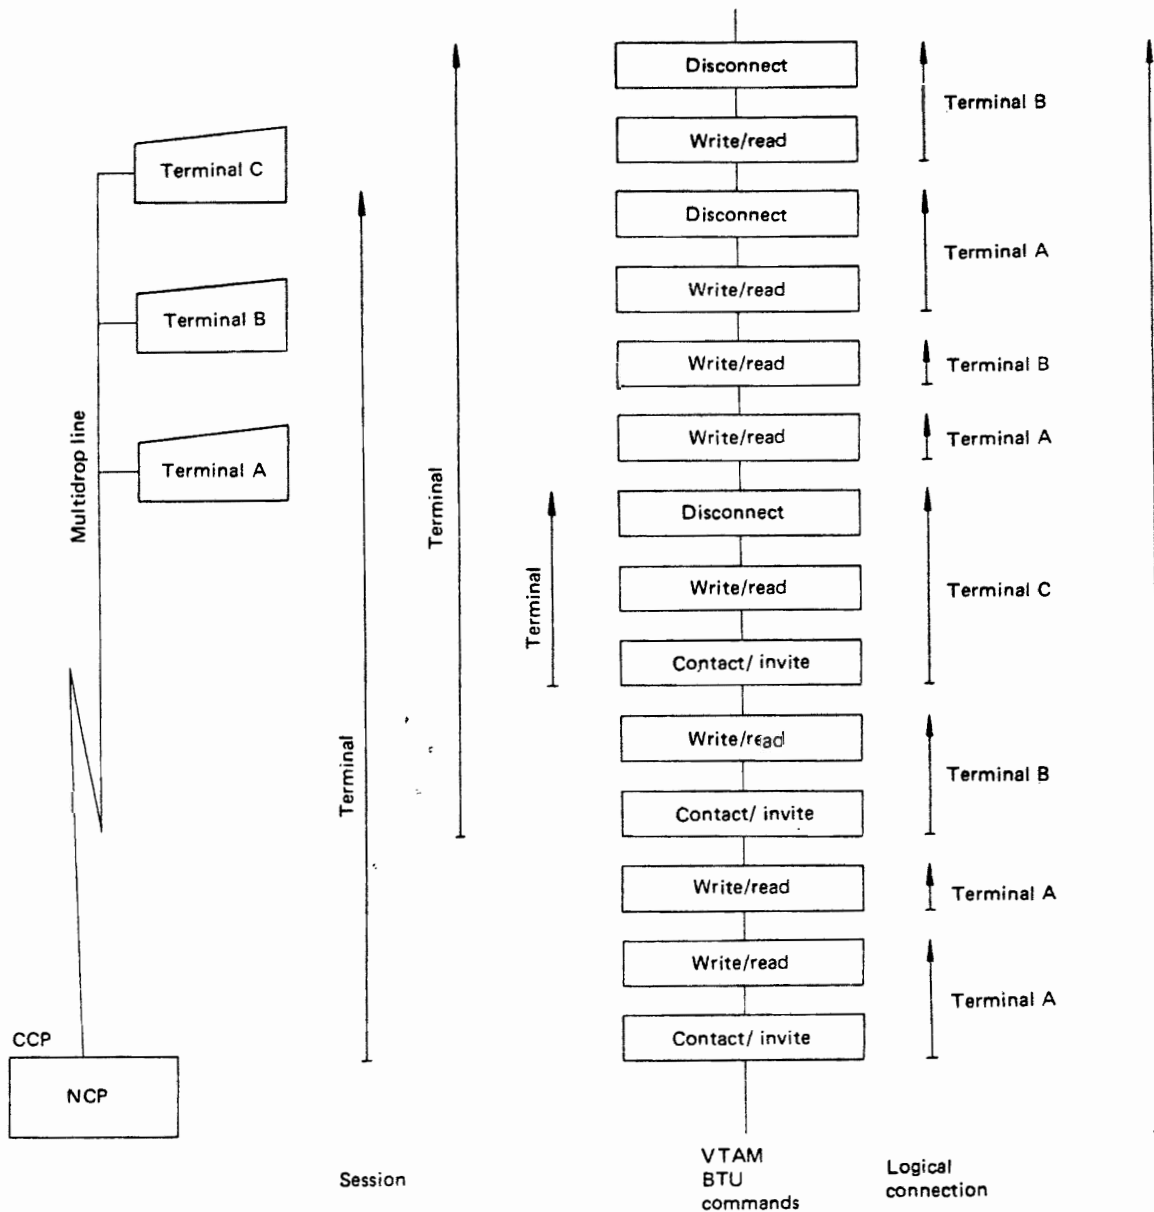 Disconnect
Terminal B
Write/read
Terminal C
Disconnect
Terminal A
Write/read
Terminal B
Write/read
Terminal B
Multidrop line
Write/read
Terminal A
Terminal A
Terminal
Disconnect
Terminal
Write/read
Terminal C
Contact/ invite
Write/read
Terminal
Terminal B
Contact/ invite
Write/read
Terminal A
Write/read
Terminal A
CCP
Contact/ invite
NCP
Session
VTAM
BTU
commands
Logical
connection